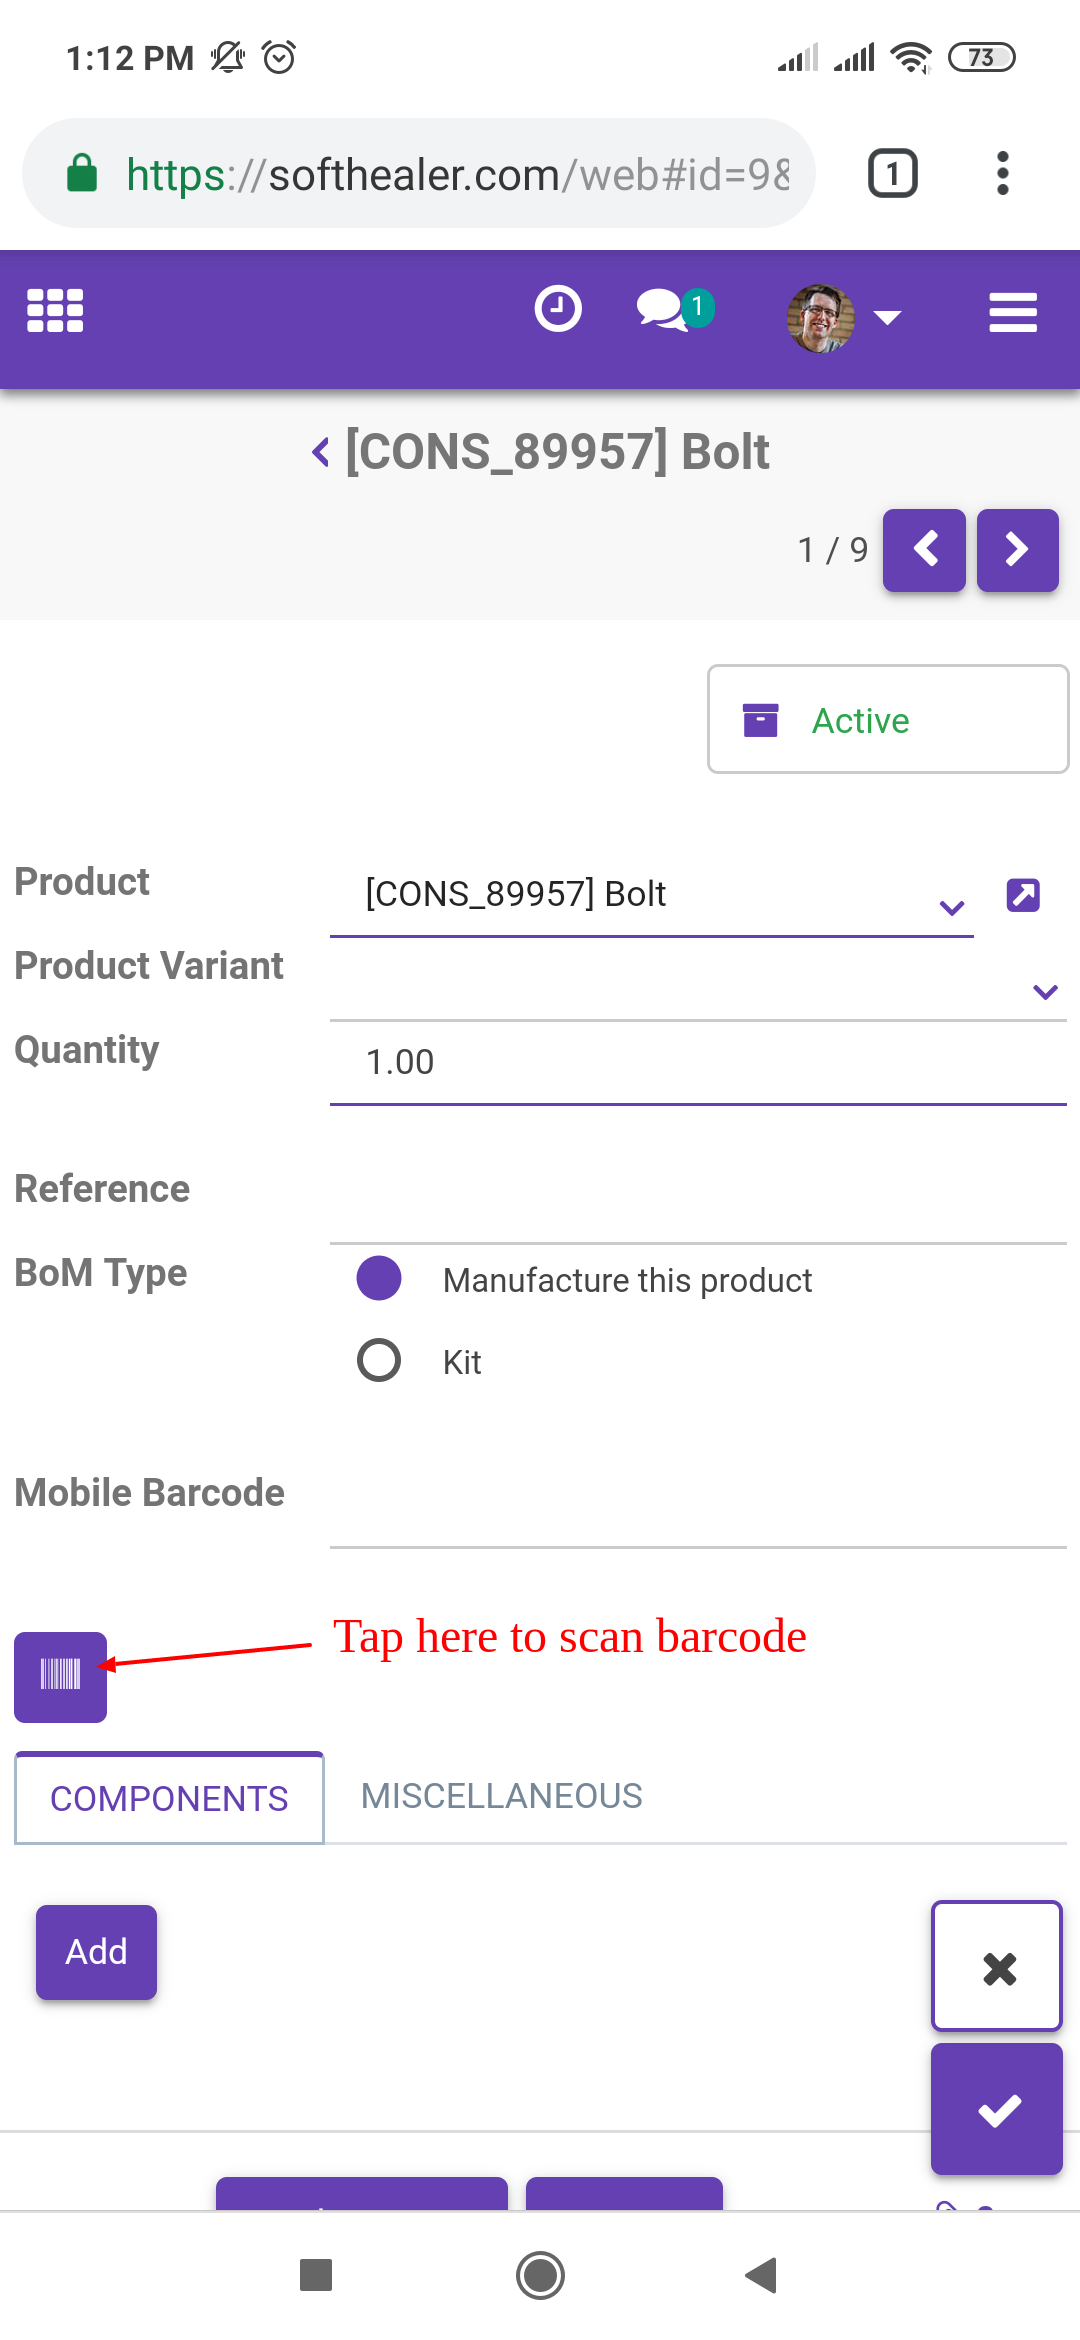 1:12 PM
73
https://softhealer.com/web#id=9&
1
1
[CONS_89957] Bolt
1 / 9
Active
Product
[CONS_89957] Bolt
Product Variant
Quantity
1.00
Reference
BoM Type
Manufacture this product
Kit
Mobile Barcode
Tap here to scan barcode
COMPONENTS
MISCELLANEOUS
Add